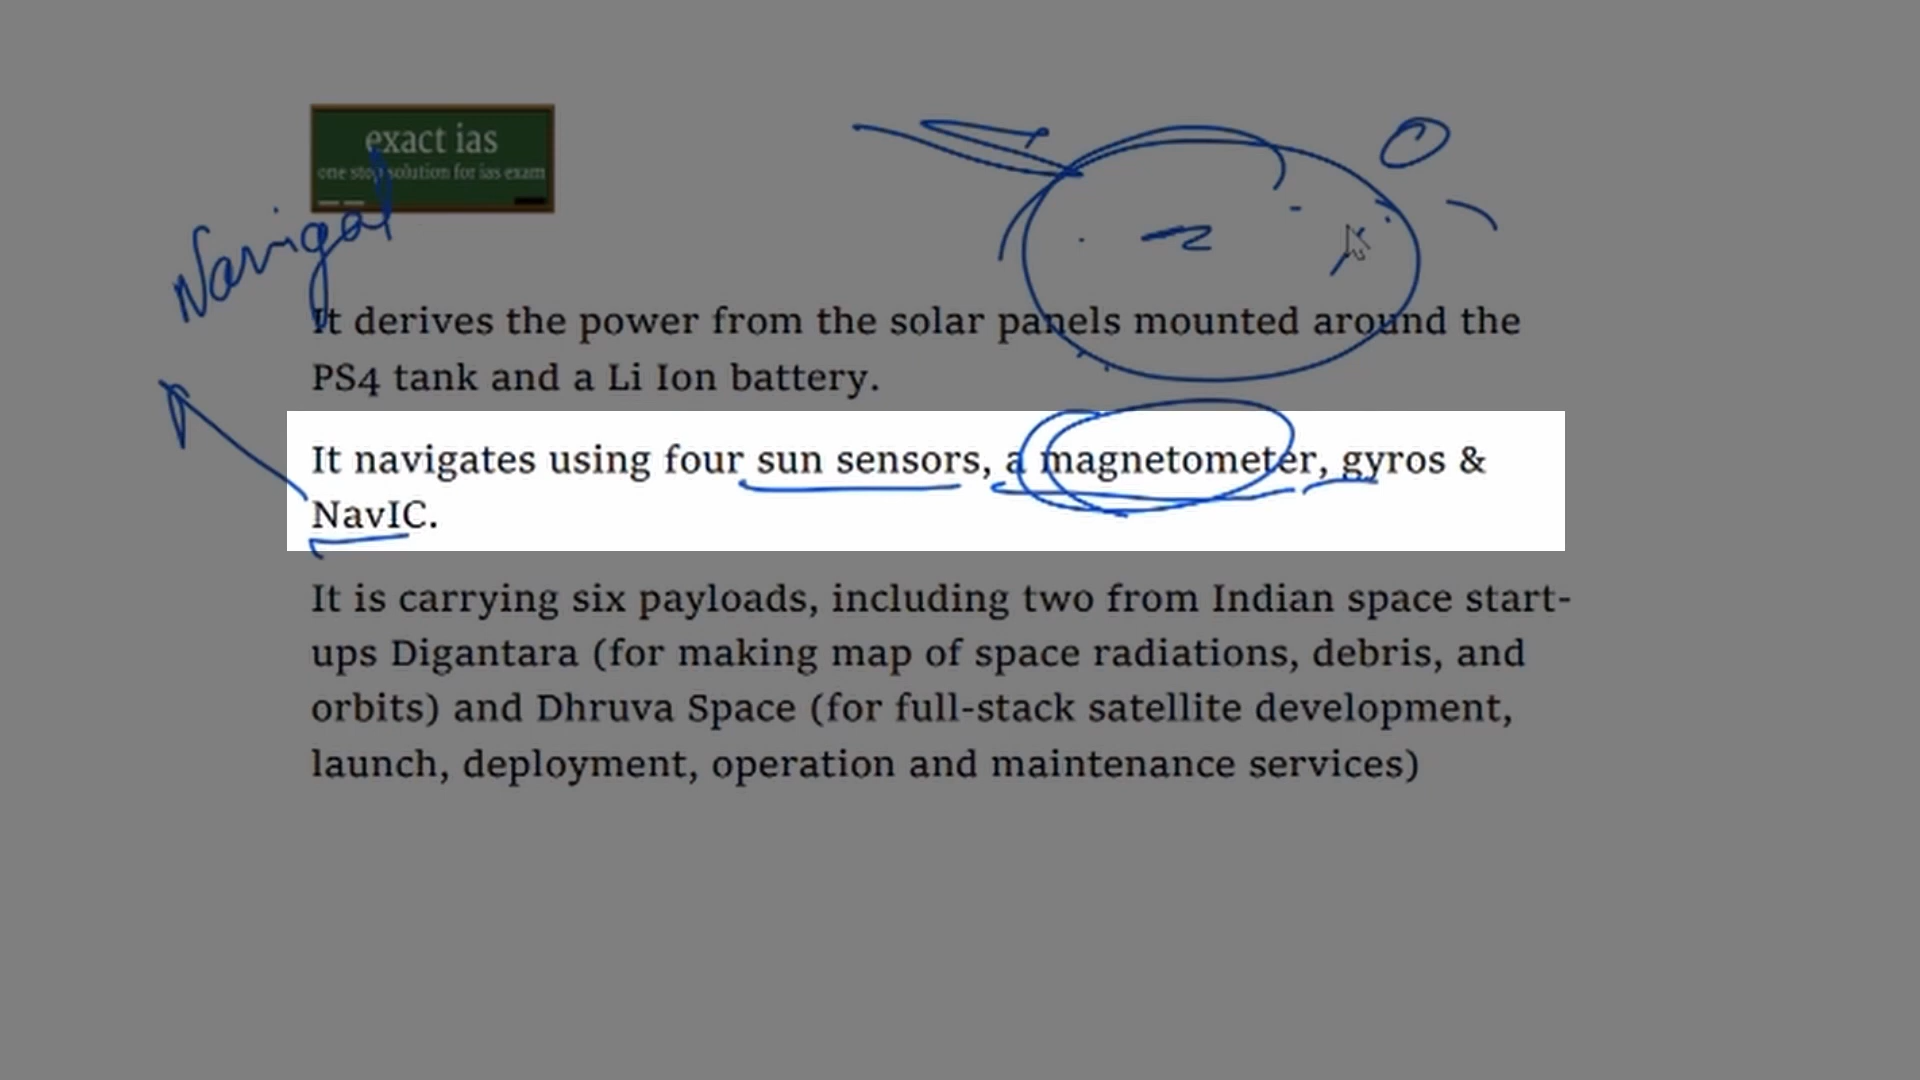 exact ias
one stop solution for ias exam
Navigal
It derives the power from the solar panels mounted around the
PS4 tank and a Li Ion battery.
It navigates using four sun sensors, a magnetometer, gyros &
NavIC.
It is carrying six payloads, including two from Indian space start-
ups Digantara (for making map of space radiations, debris, and
orbits) and Dhruva Space (for full-stack satellite development,
launch, deployment, operation and maintenance services)